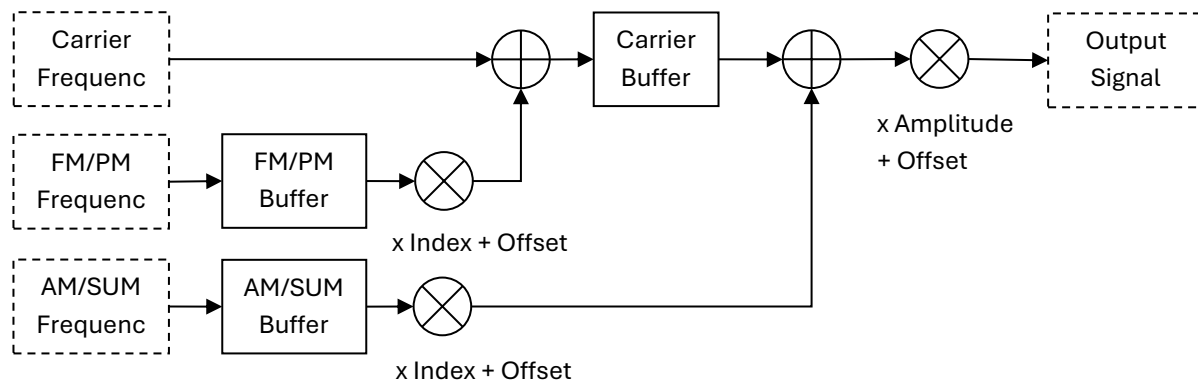 Carrier
Frequenc
Carrier
Buffer
Output
Signal
x Amplitude
+ Offset
FM/PM
Frequenc
FM/PM
Buffer
x Index + Offset
AM/SUM
Frequenc
AM/SUM
Buffer
x Index + Offset